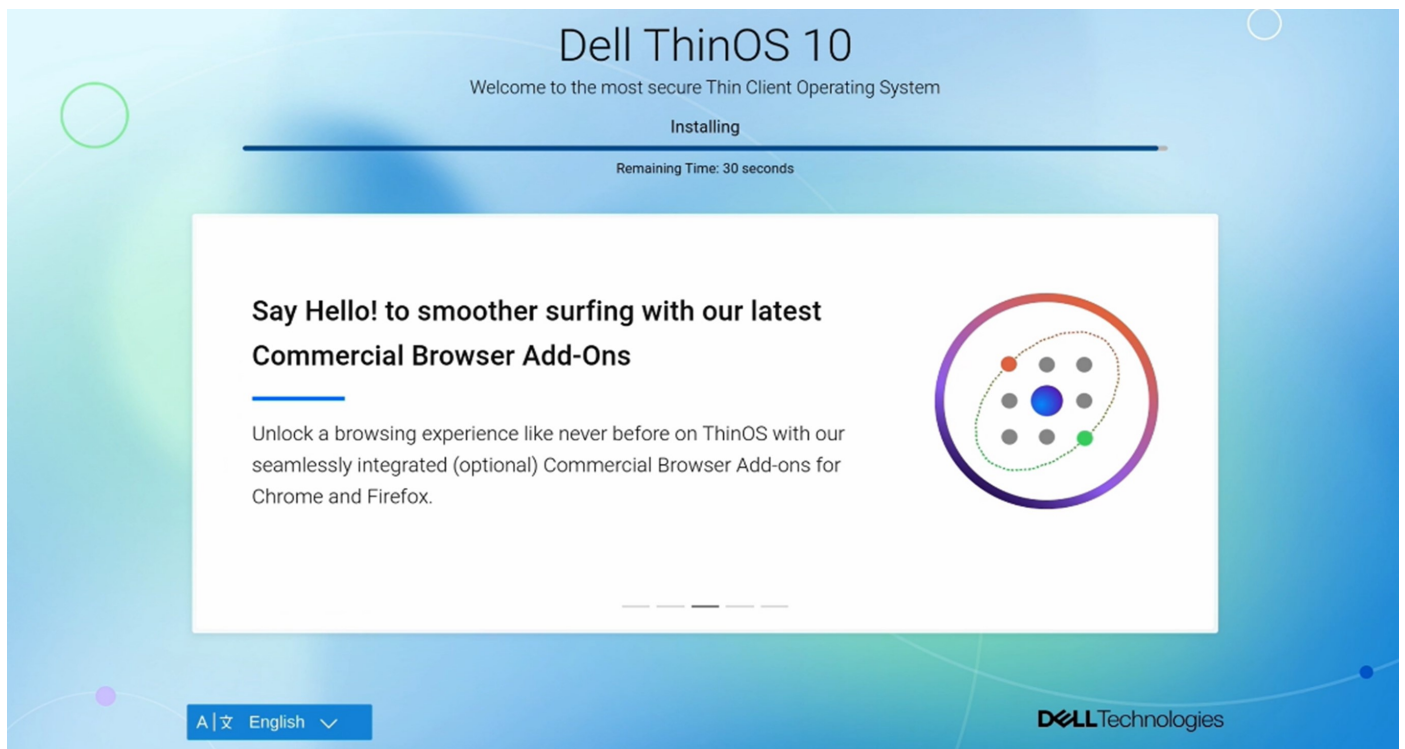 Dell ThinOS 10
Welcome to the most secure Thin Client Operating System
Installing
Remaining Time: 30 seconds
Say Hello! to smoother surfing with our latest
Commercial Browser Add-Ons
Unlock a browsing experience like never before on ThinOS with our
seamlessly integrated (optional) Commercial Browser Add-ons for
Chrome and Firefox.
A|文 English
DELLTechnologies